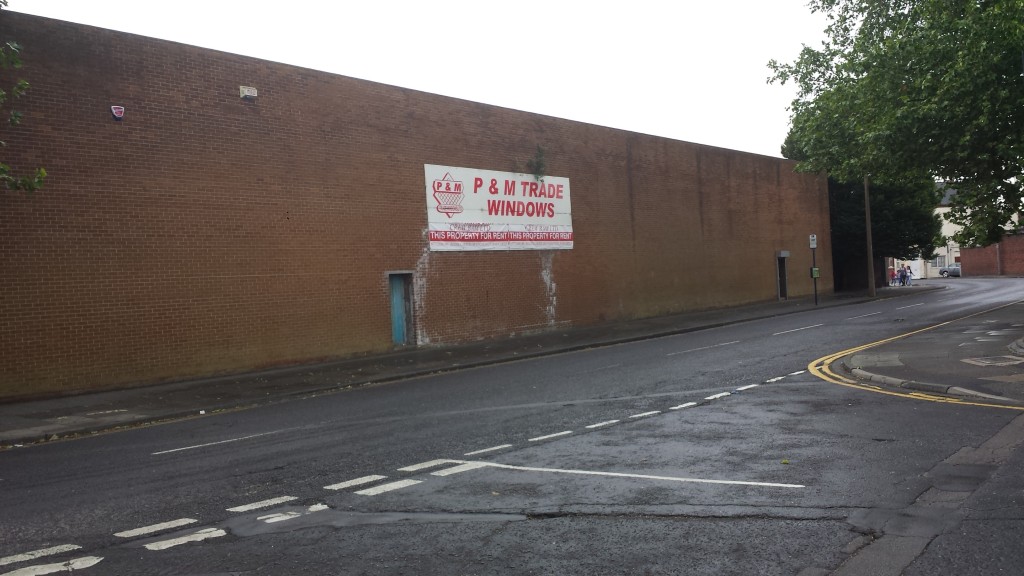 P & M
P & M TRADE
WINDOWS
THIS PROPERTY FOR RENT THIS PROPERTY FOR RENT